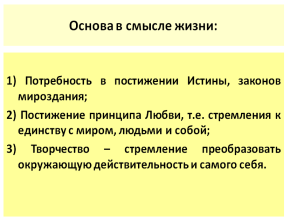 Основа в смысле жизни:
1) Потребность в постижении Истины, законов
мироздания;
2) Постижение принципа Любви, т.е. стремления к
единству с миром, людьми и собой;
3) Творчество – стремление преобразовать
окружающую действительность и самого себя.